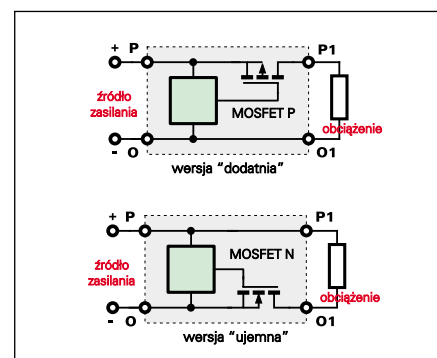 + P P1
źródło
zasilania
MOSFET P
obciążenie
- O O1
wersja "dodatnia"
+ P P1
MOSFET N
źródło
zasilania
obciążenie
- O O1
wersja "ujemna"